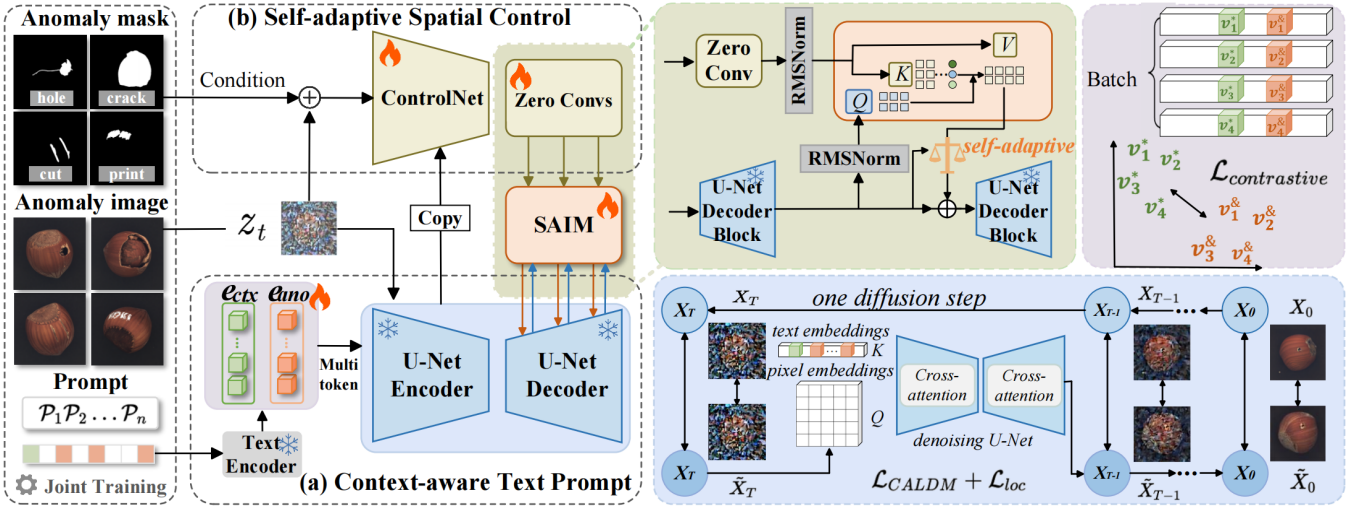 Anomaly mask
hole
crack
cut
print
Anomaly image
Prompt
P₁P₂...Pₙ
Joint Training
(b) Self-adaptive Spatial Control
Condition
ControlNet
Zero Convs
z_t
Copy
SAIM
e_ctx
e_ano
Multi
token
Text
Encoder
U-Net
Encoder
U-Net
Decoder
(a) Context-aware Text Prompt
Zero
Conv
RMSNorm
V
K
Q
RMSNorm
self-adaptive
U-Net
Decoder
Block
U-Net
Decoder
Block
Batch
v₁* v₁&
v₂* v₂&
v₃* v₃&
v₄* v₄&
v₁* v₂*
v₃*
v₄*
L_contrastive
v₁& v₂&
v₃& v₄&
X_T
X_T
one diffusion step
X_T-1
X_T-1
X_0
X_0
text embeddings
K
pixel embeddings
Q
Cross-
attention
Cross-
attention
denoising U-Net
X_T
X̃_T
L_CALDM + L_loc
X_T-1
X̃_T-1
X_0
X̃_0